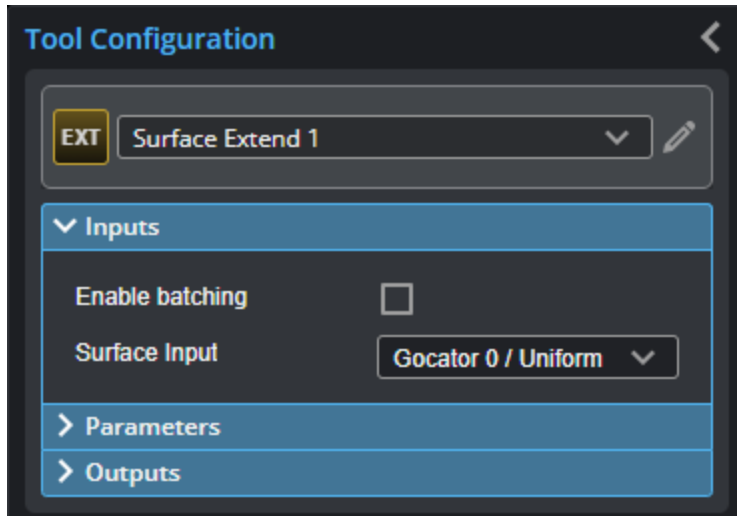 Tool Configuration
EXT Surface Extend 1
Inputs
Enable batching
Surface Input Gocator 0 / Uniform
Parameters
Outputs